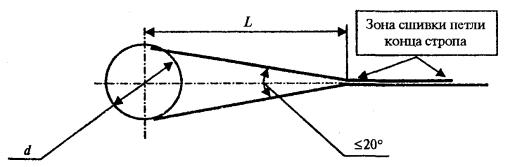 L
Зона сшивки петли
конца стропа
d
≤20°